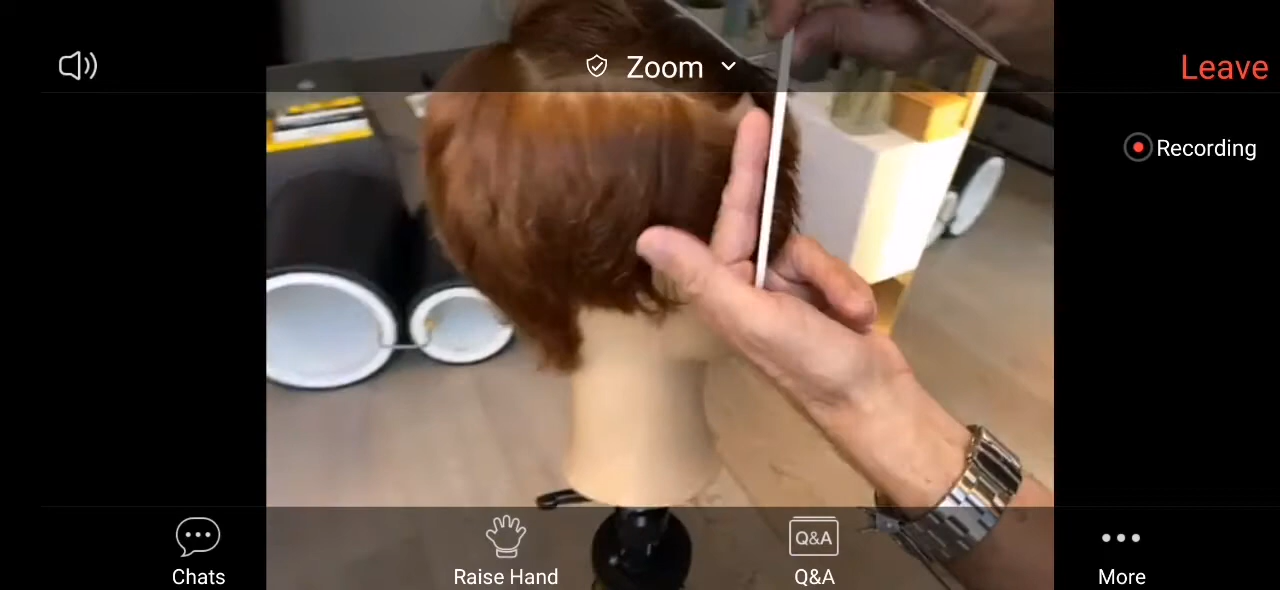 Zoom
Leave
Recording
Chats
Raise Hand
Q&A
Q&A
More